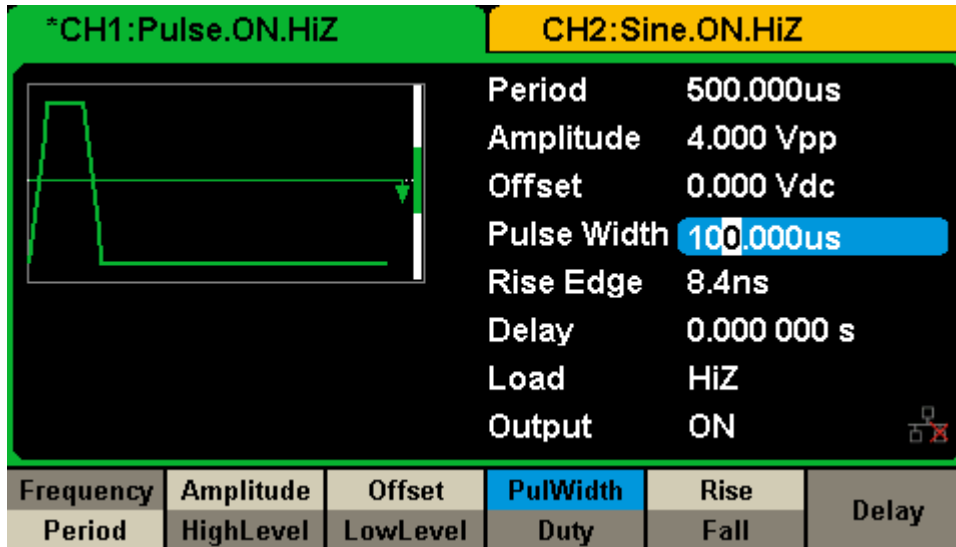 *CH1:Pulse.ON.HiZ CH2:Sine.ON.HiZ
Period 500.000us
Amplitude 4.000 Vpp
Offset 0.000 Vdc
Pulse Width 100.000us
Rise Edge 8.4ns
Delay 0.000 000 s
Load HiZ
Output ON
Frequency Amplitude Offset PulWidth Rise Delay
Period HighLevel LowLevel Duty Fall